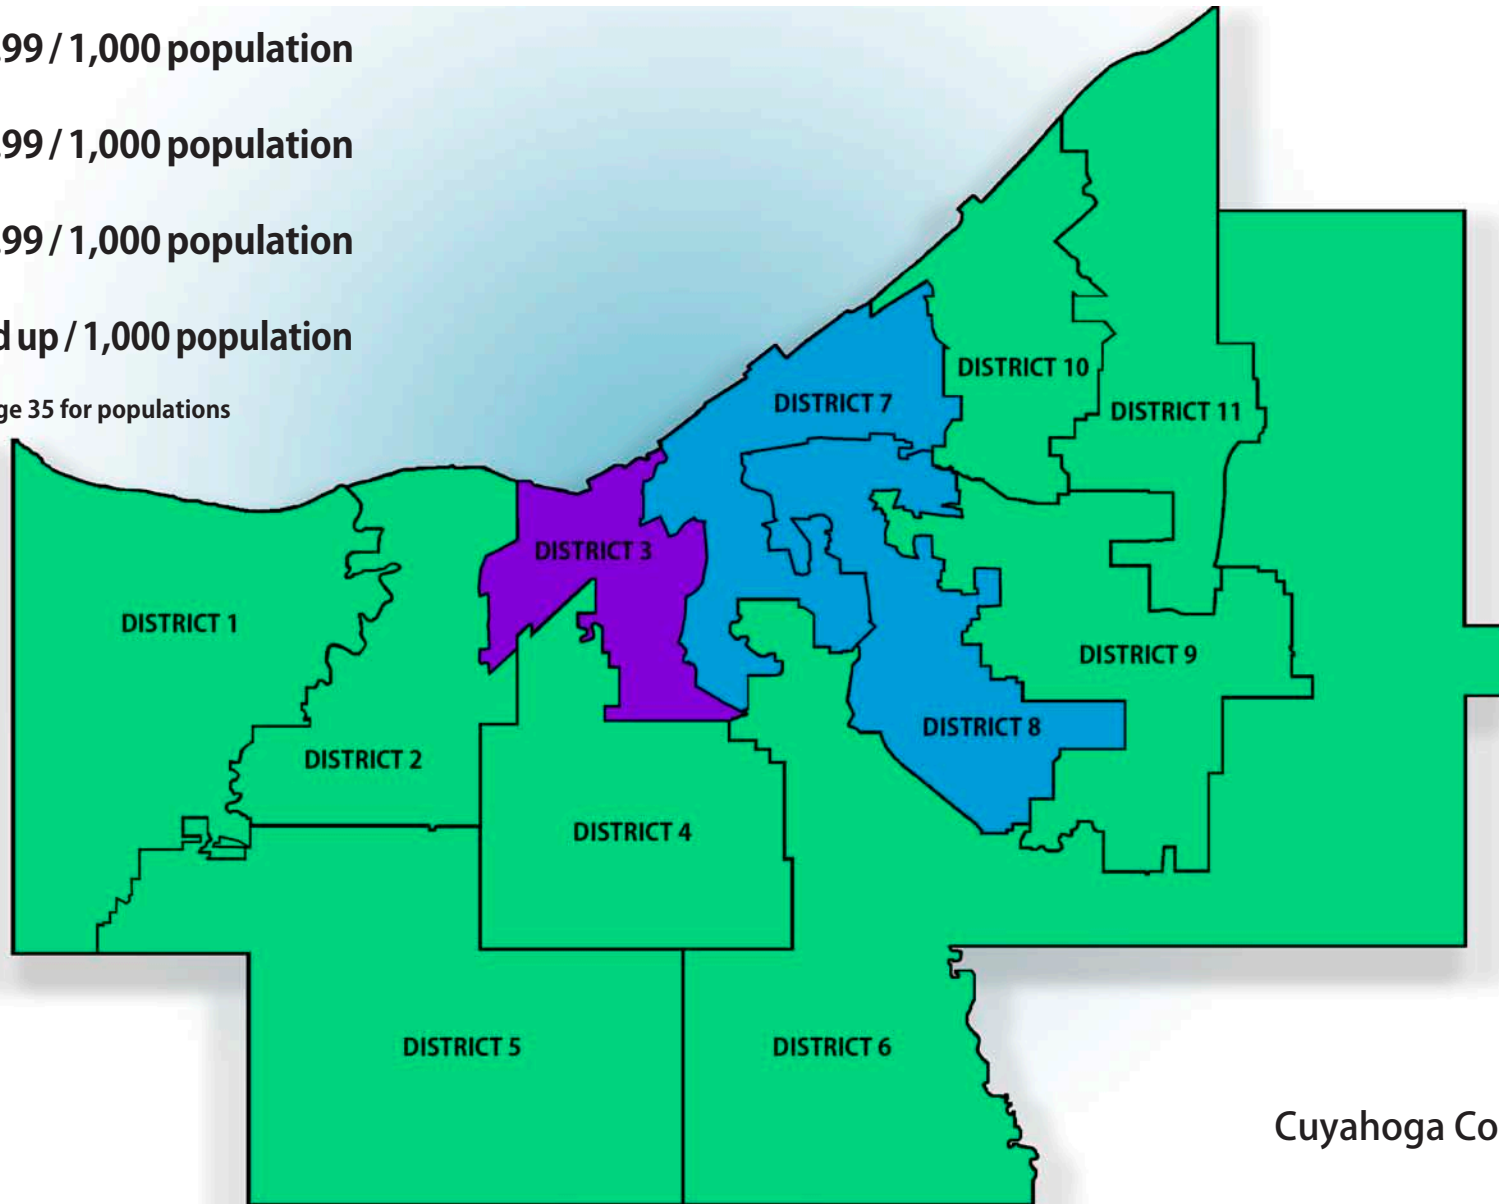 .99 / 1,000 population
.99 / 1,000 population
.99 / 1,000 population
d up / 1,000 population
ge 35 for populations
DISTRICT 10
DISTRICT 7
DISTRICT 11
DISTRICT 3
DISTRICT 1
DISTRICT 9
DISTRICT 8
DISTRICT 2
DISTRICT 4
DISTRICT 5
DISTRICT 6
Cuyahoga Co